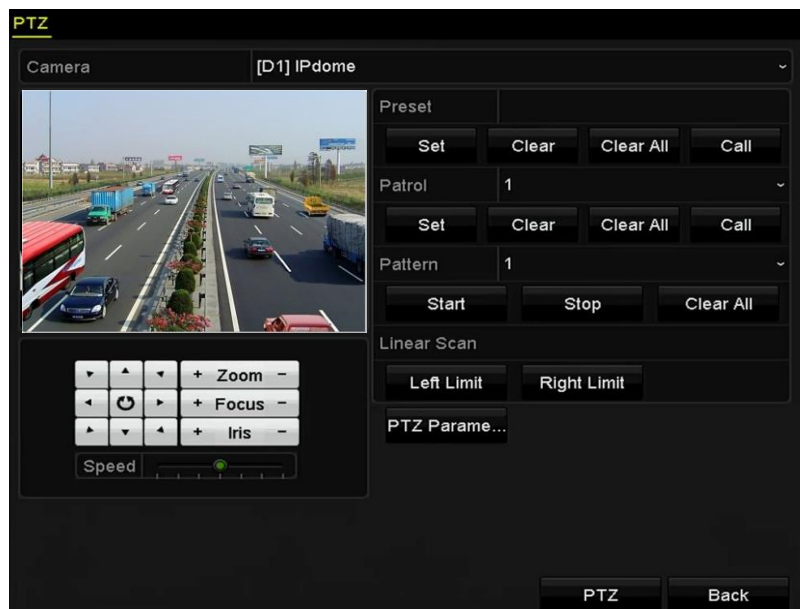 PTZ
Camera [D1] IPdome
Preset
Set Clear Clear All Call
Patrol 1
Set Clear Clear All Call
Pattern 1
Start Stop Clear All
Linear Scan
Left Limit Right Limit
PTZ Parame...
+ Zoom -
+ Focus -
+ Iris -
Speed
PTZ Back